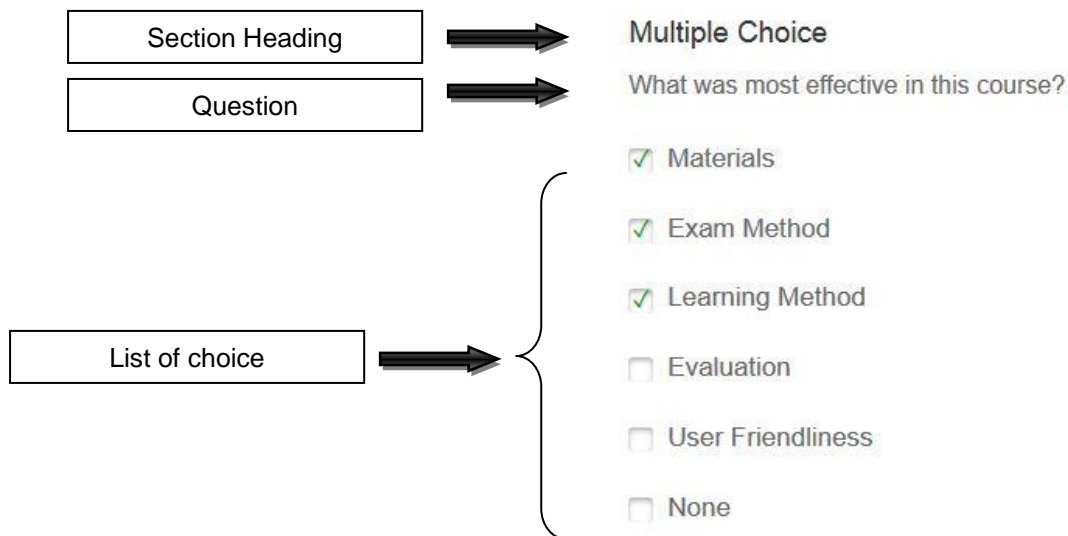 Section Heading
Multiple Choice
Question
What was most effective in this course?
Materials
Exam Method
Learning Method
List of choice
Evaluation
User Friendliness
None